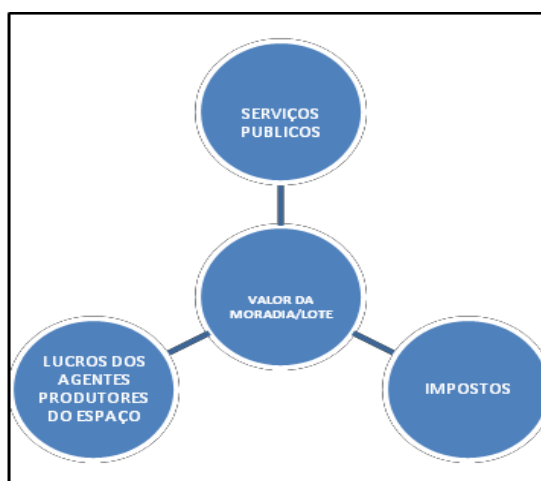 SERVIÇOS
PUBLICOS
VALOR DA
MORADIA/LOTE
LUCROS DOS
AGENTES
PRODUTORES
DO ESPAÇO
IMPOSTOS